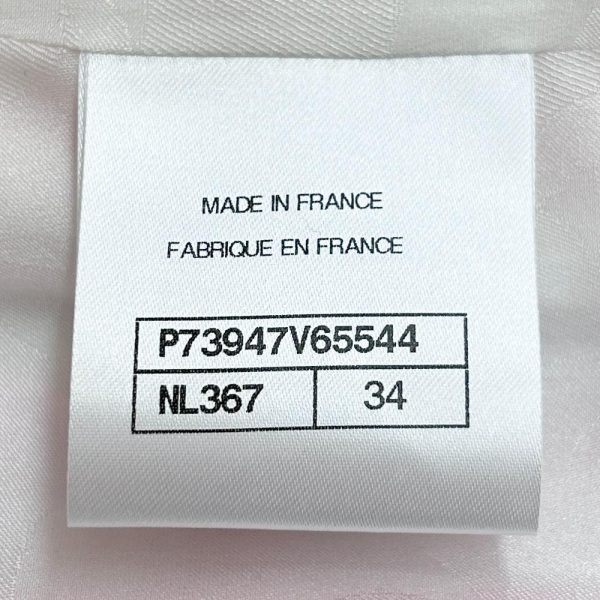 MADE IN FRANCE
FABRIQUE EN FRANCE
P73947V65544
NL367 34